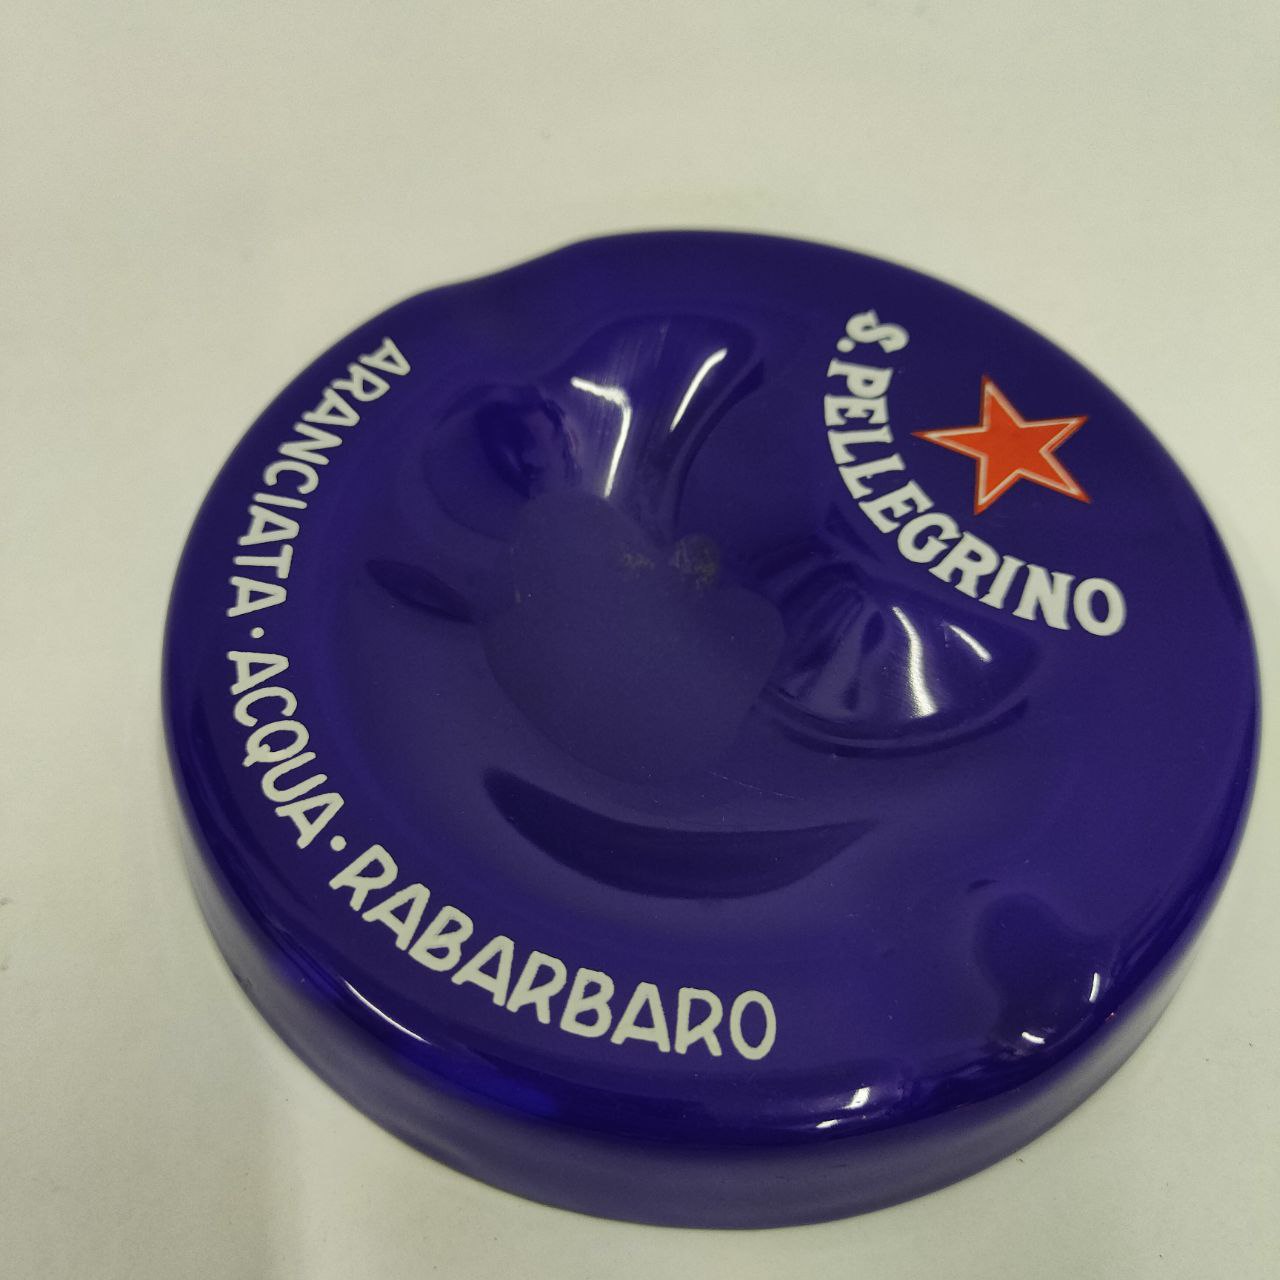 S. PELLEGRINO
ARANCIATA · ACQUA · RABARBARO